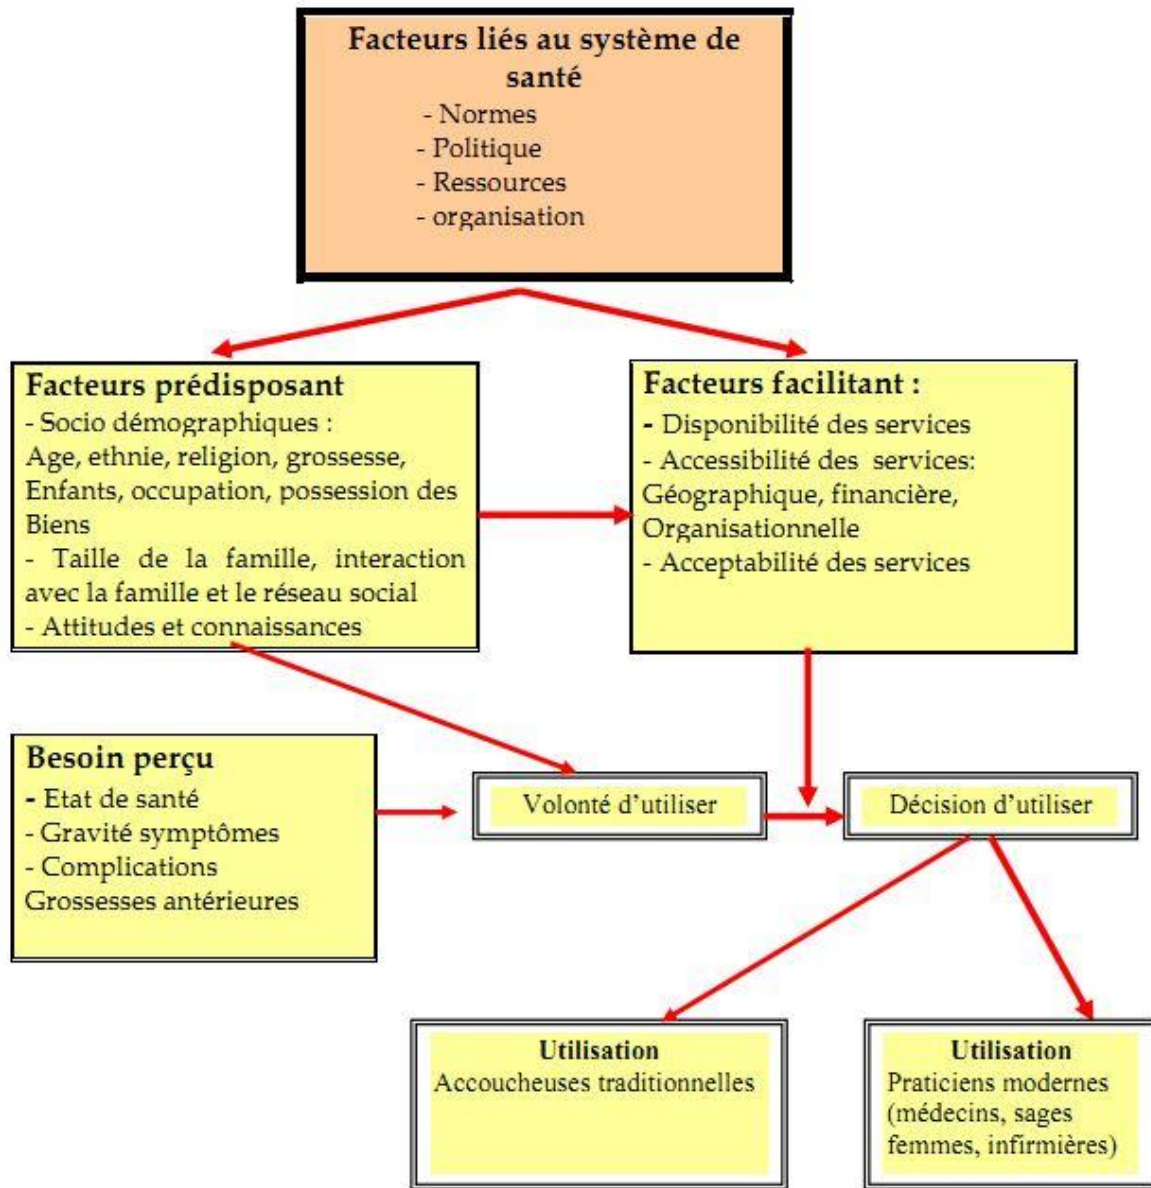 Facteurs liés au système de
santé
- Normes
- Politique
- Ressources
- organisation
Facteurs prédisposant
- Socio démographiques :
Age, ethnie, religion, grossesse,
Enfants, occupation, possession des
Biens
- Taille de la famille, interaction
avec la famille et le réseau social
- Attitudes et connaissances
Facteurs facilitant :
- Disponibilité des services
- Accessibilité des services:
Géographique, financière,
Organisationnelle
- Acceptabilité des services
Besoin perçu
- Etat de santé
- Gravité symptômes
- Complications
Grossesses antérieures
Volonté d'utiliser
Décision d'utiliser
Utilisation
Accoucheuses traditionnelles
Utilisation
Praticiens modernes
(médecins, sages
femmes, infirmières)